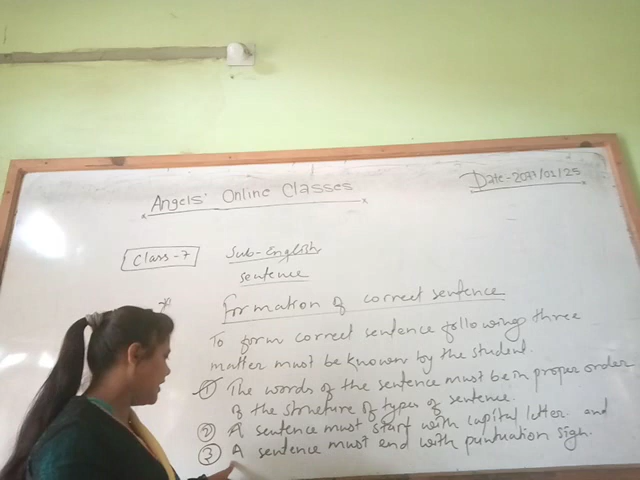 Angels' Online Classes
Date-2077/01/25
Class-7
Sub-English
sentence
Formation of correct sentence
To form correct sentence following three
matter must be known by the student.
① The words of the sentence must be in proper order
of the structure of types of sentence.
② A sentence must start with capital letter. and
③ A sentence must end with puntuation sign.